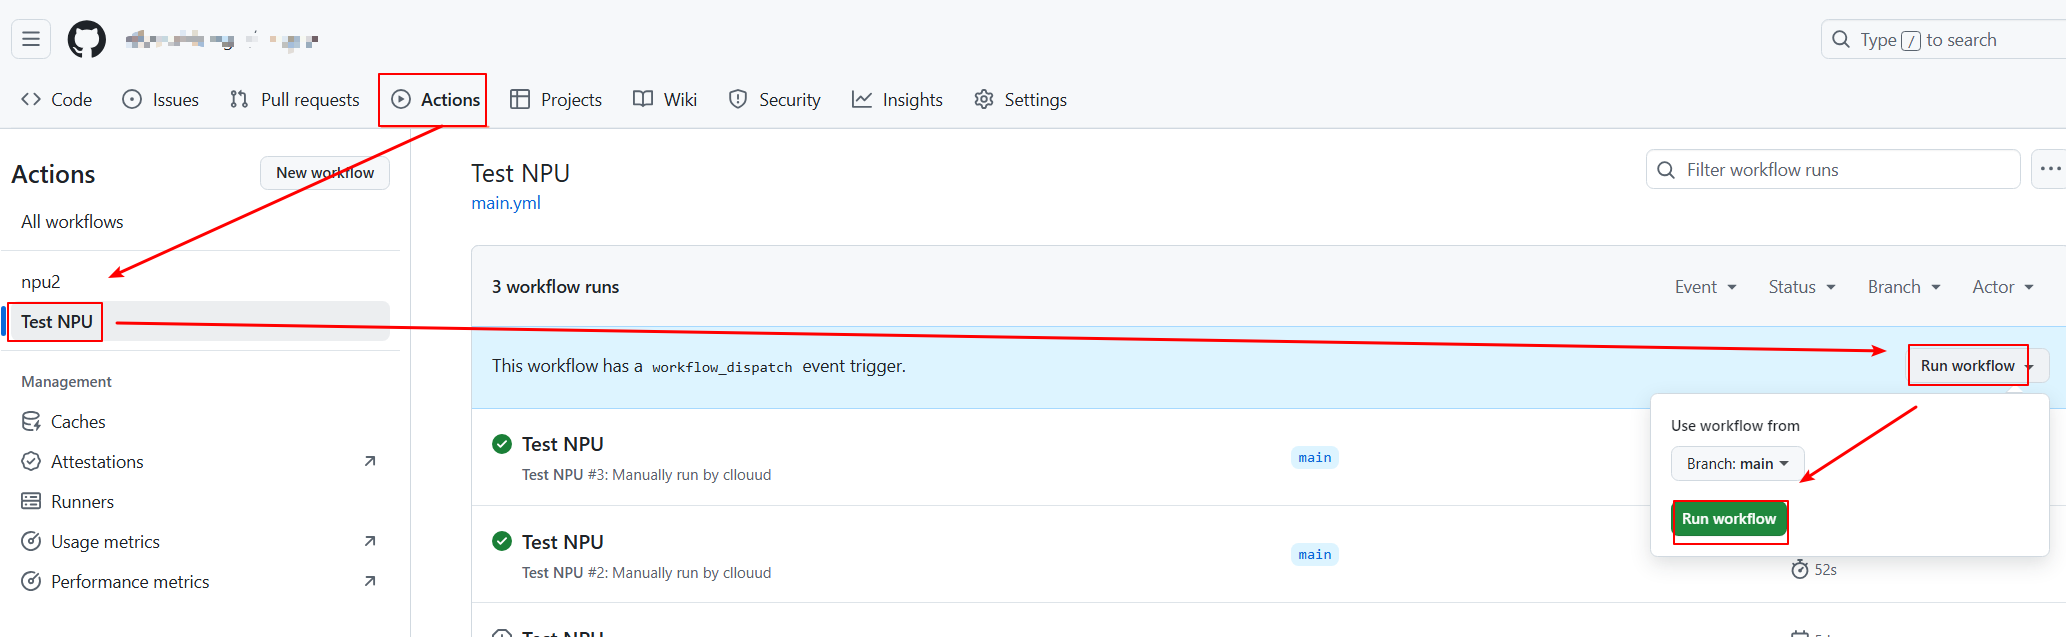 Type / to search
Code Issues Pull requests Actions Projects Wiki Security Insights Settings
Actions
New workflow
All workflows
npu2
Test NPU
Management
Caches
Attestations
Runners
Usage metrics
Performance metrics
Test NPU
main.yml
Filter workflow runs
3 workflow runs
Event Status Branch Actor
This workflow has a workflow_dispatch event trigger.
Run workflow
Use workflow from
Branch: main
Run workflow
Test NPU
Test NPU #3: Manually run by cllouud
main
Test NPU
Test NPU #2: Manually run by cllouud
main
52s
Test NPU